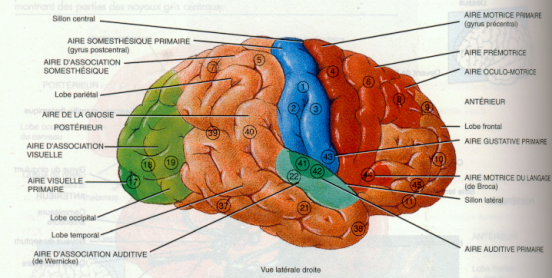 montrant des parties des noyaux gris
Sillon central
AIRE SOMESTHÉSIQUE PRIMAIRE
(gyrus postcentral)
AIRE D'ASSOCIATION
SOMESTHÉSIQUE
Lobe pariétal
AIRE DE LA GNOSIE
POSTÉRIEUR
AIRE D'ASSOCIATION
VISUELLE
AIRE VISUELLE
PRIMAIRE
Lobe occipital
Lobe temporal
AIRE D'ASSOCIATION AUDITIVE
(de Wernicke)
AIRE MOTRICE PRIMAIRE
(gyrus précentral)
AIRE PRÉMOTRICE
AIRE OCULO-MOTRICE
ANTÉRIEUR
Lobe frontal
AIRE GUSTATIVE PRIMAIRE
AIRE MOTRICE DU LANGAGE
(de Broca)
Sillon latéral
AIRE AUDITIVE PRIMAIRE
7
5
4
6
8
9
1
2
3
39
40
43
10
18
19
41
42
44
17
22
45
37
21
11
38
Vue latérale droite